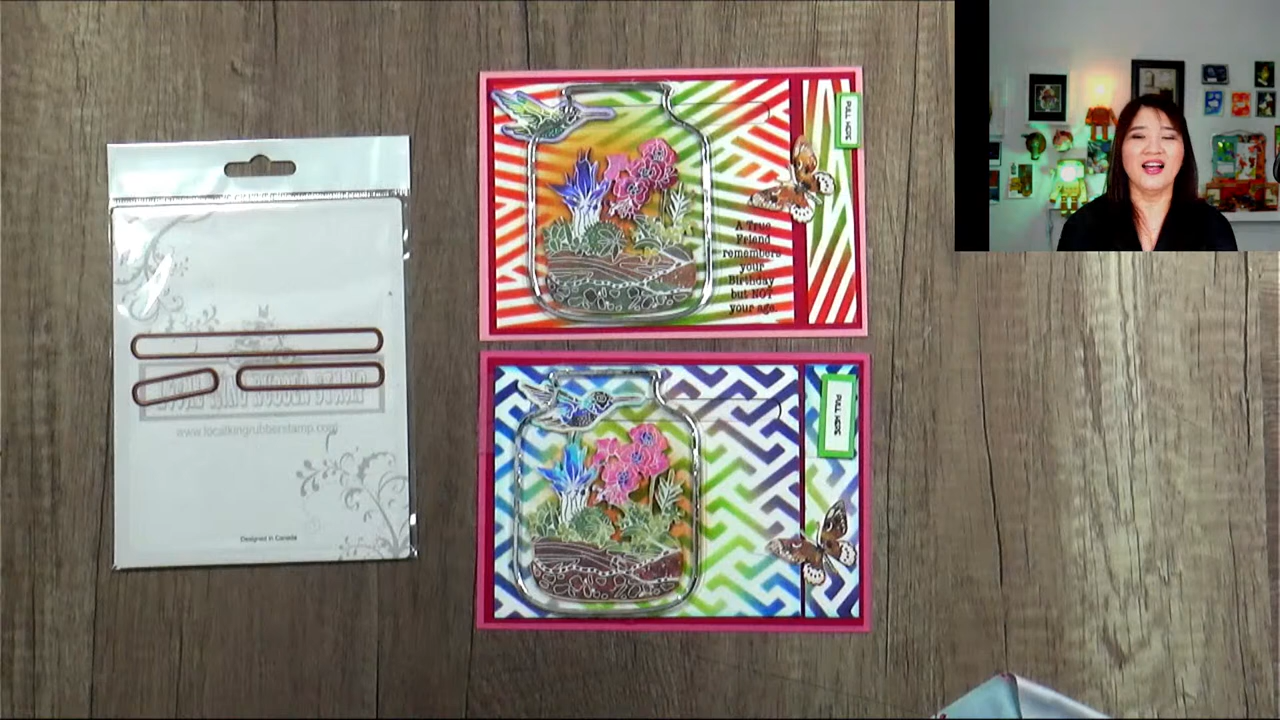 www.localkingrubberstamp.com
Designed in Canada
PULL HERE
A True
Friend
remembers
your
Birthday
but NOT
your age.
PULL HERE